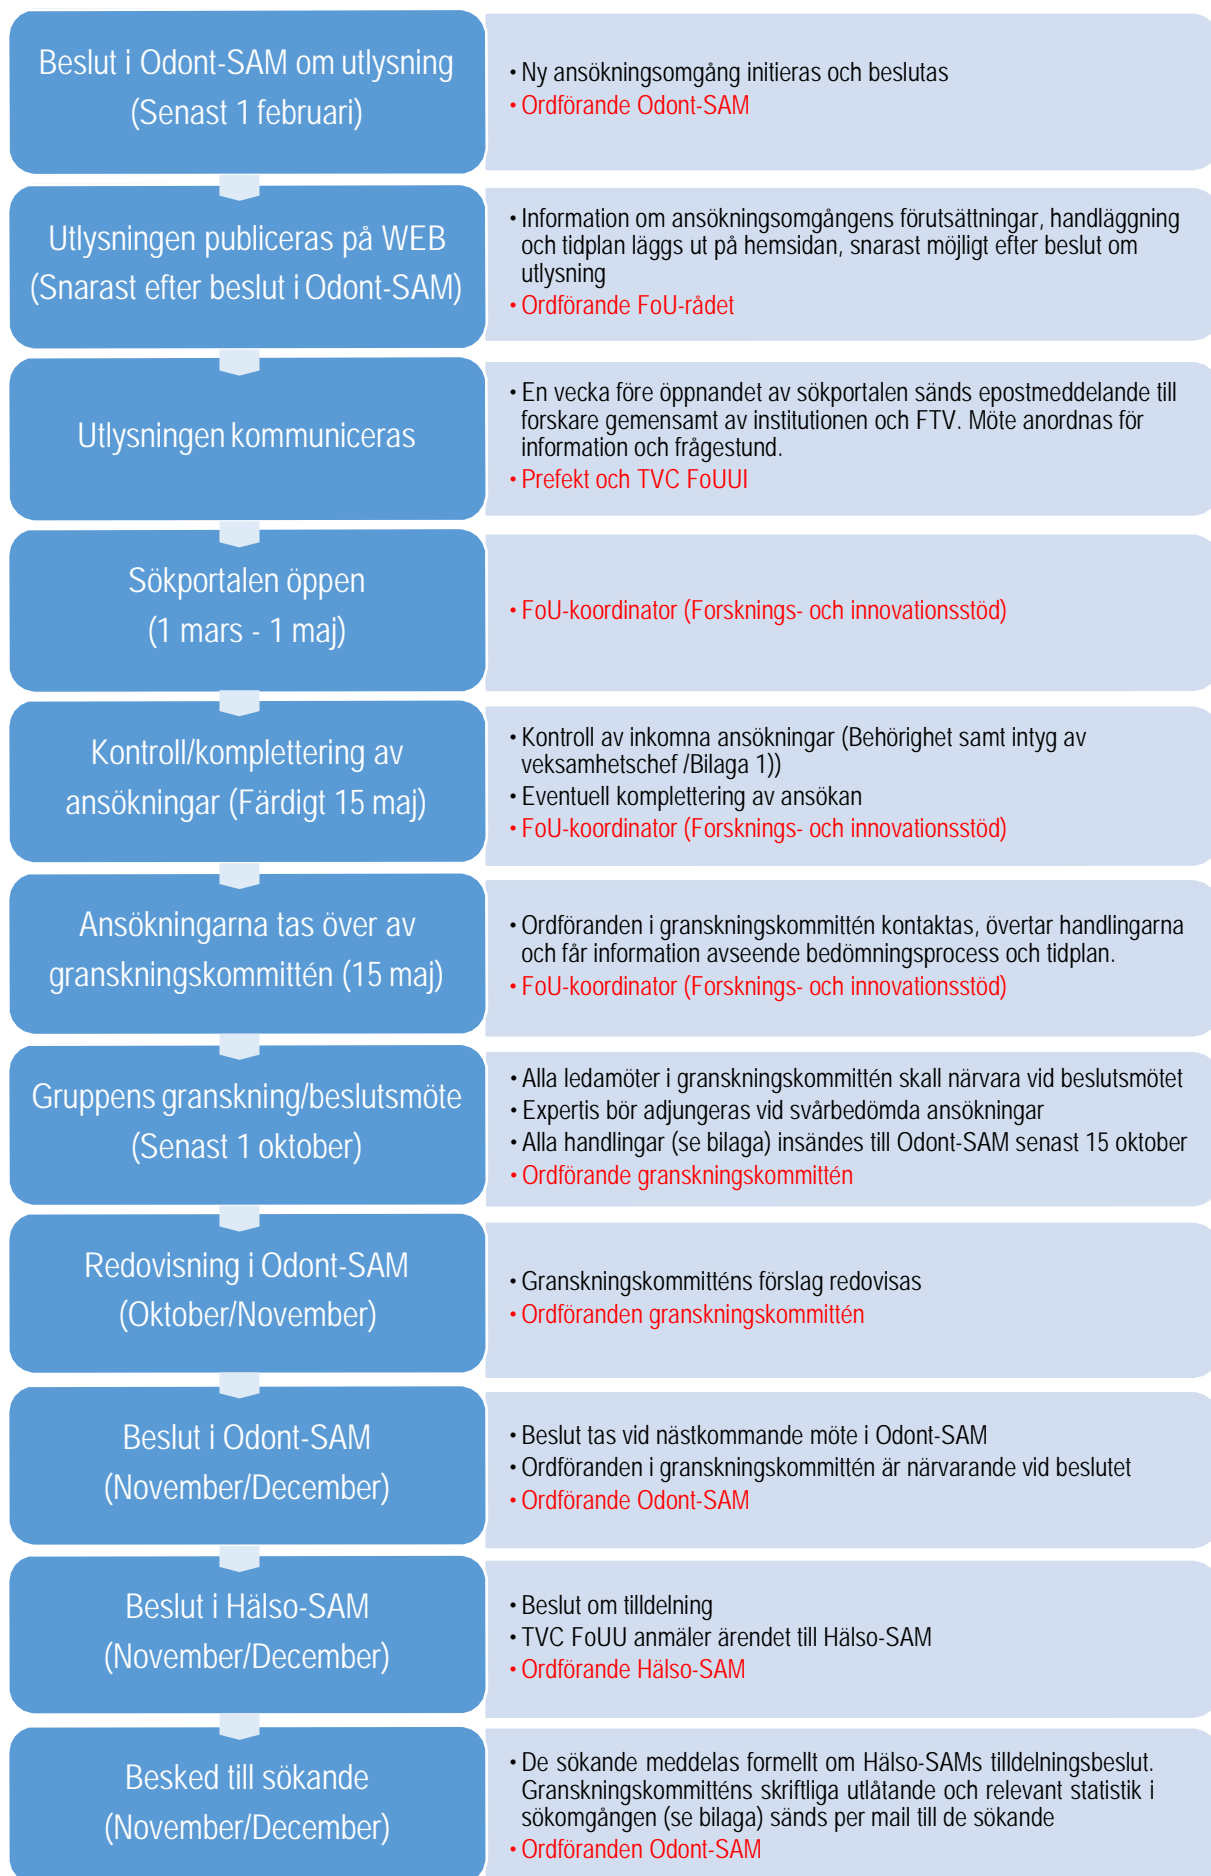 Beslut i Odont-SAM om utlysning
(Senast 1 februari)
• Ny ansökningsomgång initieras och beslutas
• Ordförande Odont-SAM
Utlysningen publiceras på WEB
(Snarast efter beslut i Odont-SAM)
• Information om ansökningsomgångens förutsättningar, handläggning
och tidplan läggs ut på hemsidan, snarast möjligt efter beslut om
utlysning
• Ordförande FoU-rådet
Utlysningen kommuniceras
• En vecka före öppnandet av sökportalen sänds epostmeddelande till
forskare gemensamt av institutionen och FTV. Möte anordnas för
information och frågestund.
• Prefekt och TVC FoUUI
Sökportalen öppen
(1 mars - 1 maj)
• FoU-koordinator (Forsknings- och innovationsstöd)
Kontroll/komplettering av
ansökningar (Färdigt 15 maj)
• Kontroll av inkomna ansökningar (Behörighet samt intyg av
veksamhetschef /Bilaga 1))
• Eventuell komplettering av ansökan
• FoU-koordinator (Forsknings- och innovationsstöd)
Ansökningarna tas över av
granskningskommittén (15 maj)
• Ordföranden i granskningskommittén kontaktas, övertar handlingarna
och får information avseende bedömningsprocess och tidplan.
• FoU-koordinator (Forsknings- och innovationsstöd)
Gruppens granskning/beslutsmöte
(Senast 1 oktober)
• Alla ledamöter i granskningskommittén skall närvara vid beslutsmötet
• Expertis bör adjungeras vid svårbedömda ansökningar
• Alla handlingar (se bilaga) insändes till Odont-SAM senast 15 oktober
• Ordförande granskningskommittén
Redovisning i Odont-SAM
(Oktober/November)
• Granskningskommitténs förslag redovisas
• Ordföranden granskningskommittén
Beslut i Odont-SAM
(November/December)
• Beslut tas vid nästkommande möte i Odont-SAM
• Ordföranden i granskningskommittén är närvarande vid beslutet
• Ordförande Odont-SAM
Beslut i Hälso-SAM
(November/December)
• Beslut om tilldelning
• TVC FoUU anmäler ärendet till Hälso-SAM
• Ordförande Hälso-SAM
Besked till sökande
(November/December)
• De sökande meddelas formellt om Hälso-SAMs tilldelningsbeslut.
Granskningskommitténs skriftliga utlåtande och relevant statistik i
sökomgången (se bilaga) sänds per mail till de sökande
• Ordföranden Odont-SAM